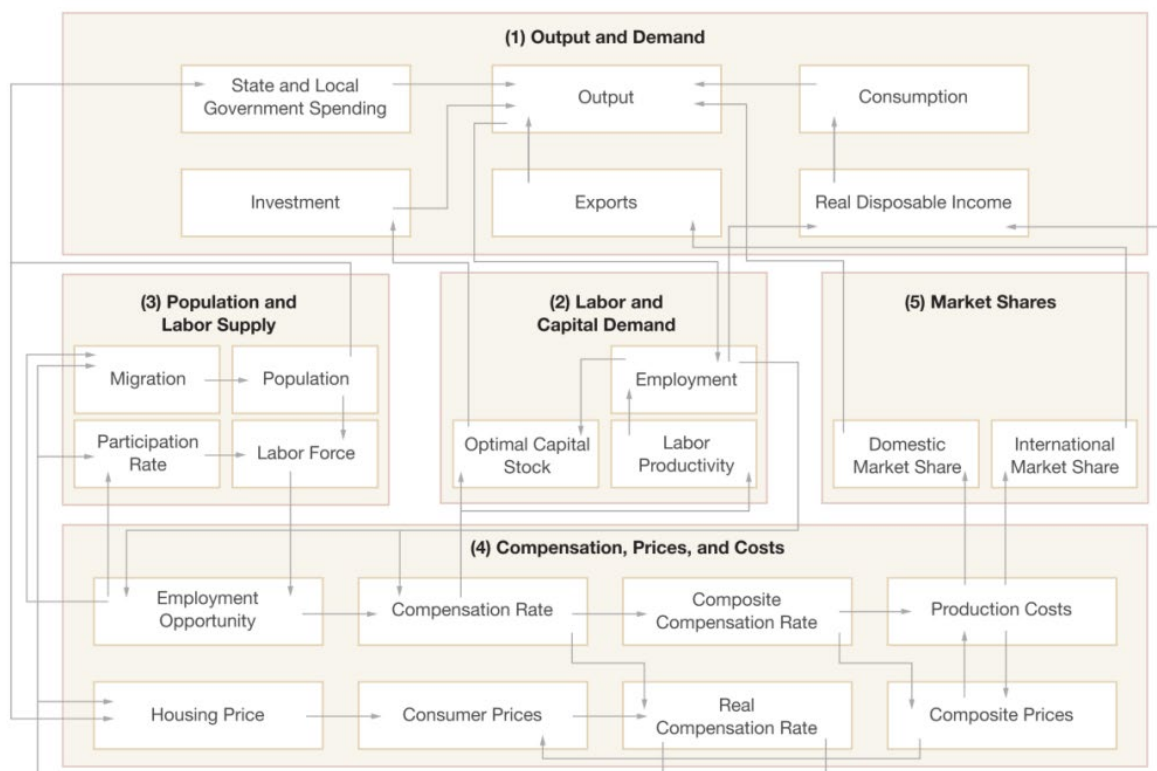 (1) Output and Demand
State and Local
Government Spending
Output
Consumption
Investment
Exports
Real Disposable Income
(3) Population and
Labor Supply
Migration
Population
Participation
Rate
Labor Force
(2) Labor and
Capital Demand
Employment
Optimal Capital
Stock
Labor
Productivity
(5) Market Shares
Domestic
Market Share
International
Market Share
(4) Compensation, Prices, and Costs
Employment
Opportunity
Compensation Rate
Composite
Compensation Rate
Production Costs
Housing Price
Consumer Prices
Real
Compensation Rate
Composite Prices